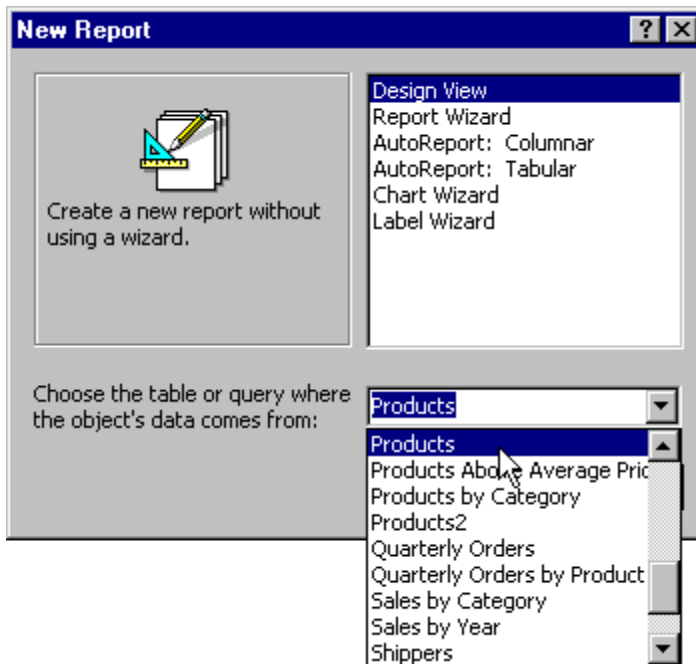 New Report
Create a new report without
using a wizard.
Design View
Report Wizard
AutoReport:  Columnar
AutoReport:  Tabular
Chart Wizard
Label Wizard
Choose the table or query where
the object's data comes from:
Products
Products
Products Above Average Pric
Products by Category
Products2
Quarterly Orders
Quarterly Orders by Product
Sales by Category
Sales by Year
Shippers